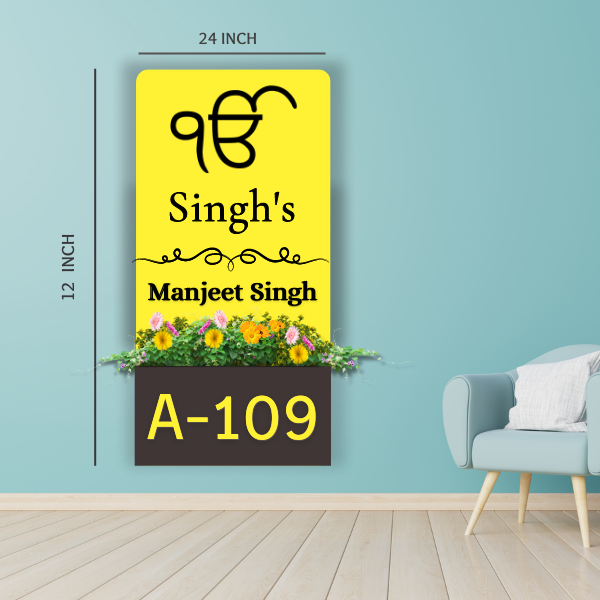 24 INCH
12 INCH
ੴ
Singh's
Manjeet Singh
A-109